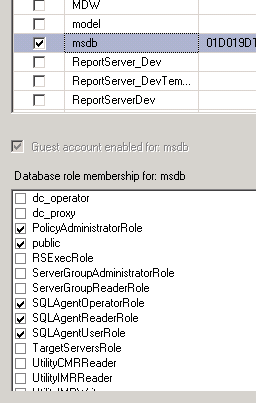 MDW
model
msdb 01D019D1
ReportServer_Dev
ReportServer_DevTem...
ReportServerDev
Guest account enabled for: msdb
Database role membership for: msdb
dc_operator
dc_proxy
PolicyAdministratorRole
public
RSExecRole
ServerGroupAdministratorRole
ServerGroupReaderRole
SQLAgentOperatorRole
SQLAgentReaderRole
SQLAgentUserRole
TargetServersRole
UtilityCMRReader
UtilityIMRReader
UtilityIMRWriter